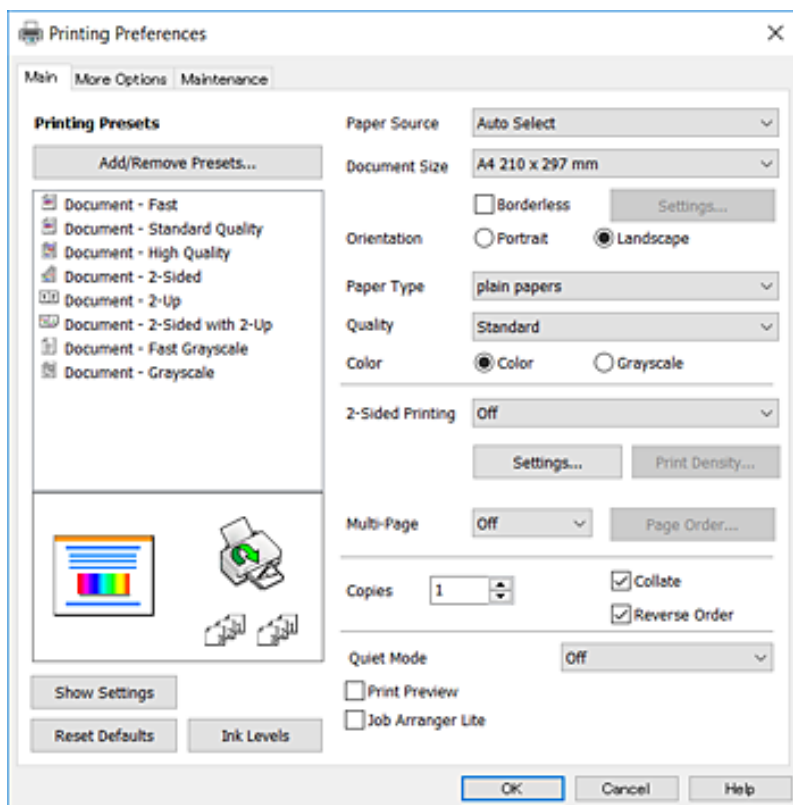 Printing Preferences
Main More Options Maintenance
Printing Presets
Add/Remove Presets...
Document - Fast
Document - Standard Quality
Document - High Quality
Document - 2-Sided
Document - 2-Up
Document - 2-Sided with 2-Up
Document - Fast Grayscale
Document - Grayscale
Show Settings
Reset Defaults Ink Levels
Paper Source Auto Select
Document Size A4 210 x 297 mm
Borderless Settings...
Orientation Portrait Landscape
Paper Type plain papers
Quality Standard
Color Color Grayscale
2-Sided Printing Off
Settings... Print Density...
Multi-Page Off Page Order...
Copies 1 Collate
Reverse Order
Quiet Mode Off
Print Preview
Job Arranger Lite
OK Cancel Help